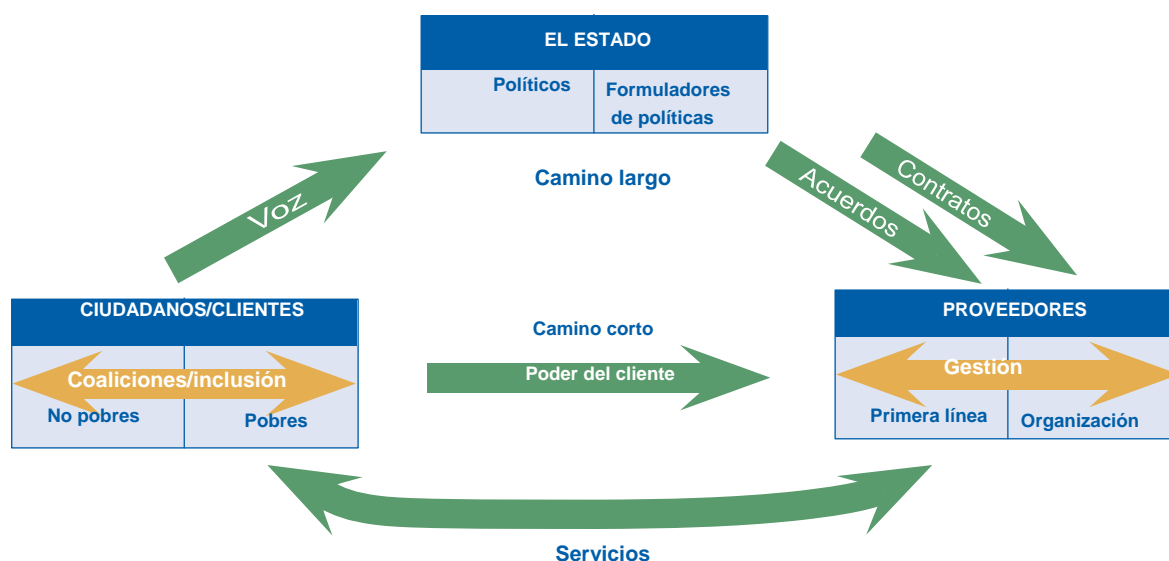 EL ESTADO
Políticos
Formuladores
de políticas
Camino largo
Voz
Acuerdos
Contratos
CIUDADANOS/CLIENTES
Coaliciones/inclusión
No pobres
Pobres
Camino corto
Poder del cliente
PROVEEDORES
Gestión
Primera línea
Organización
Servicios